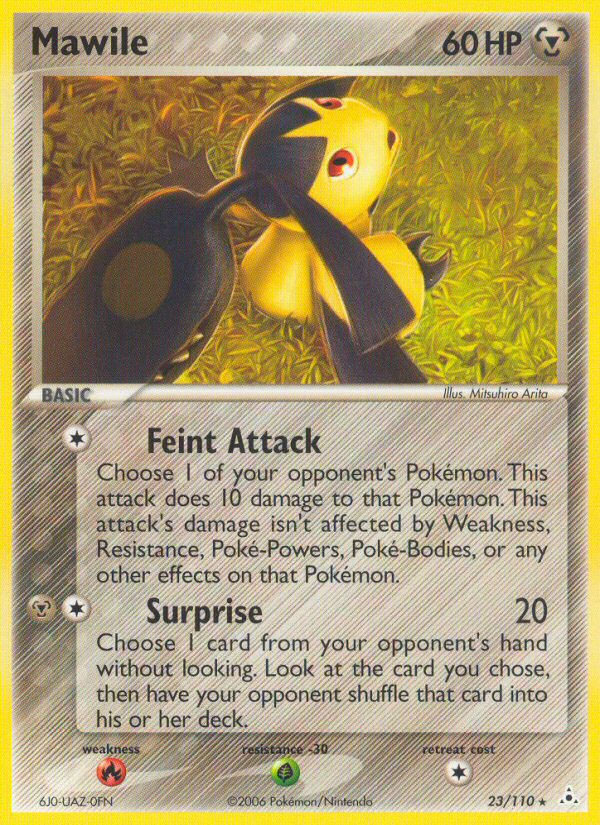 Mawile
60 HP
BASIC
Illus. Mitsuhiro Arita
Feint Attack
Choose 1 of your opponent's Pokémon. This
attack does 10 damage to that Pokémon. This
attack's damage isn't affected by Weakness,
Resistance, Poké-Powers, Poké-Bodies, or any
other effects on that Pokémon.
Surprise 20
Choose 1 card from your opponent's hand
without looking. Look at the card you chose,
then have your opponent shuffle that card into
his or her deck.
weakness resistance -30 retreat cost
6J0-UAZ-0FN ©2006 Pokémon/Nintendo 23/110 ★